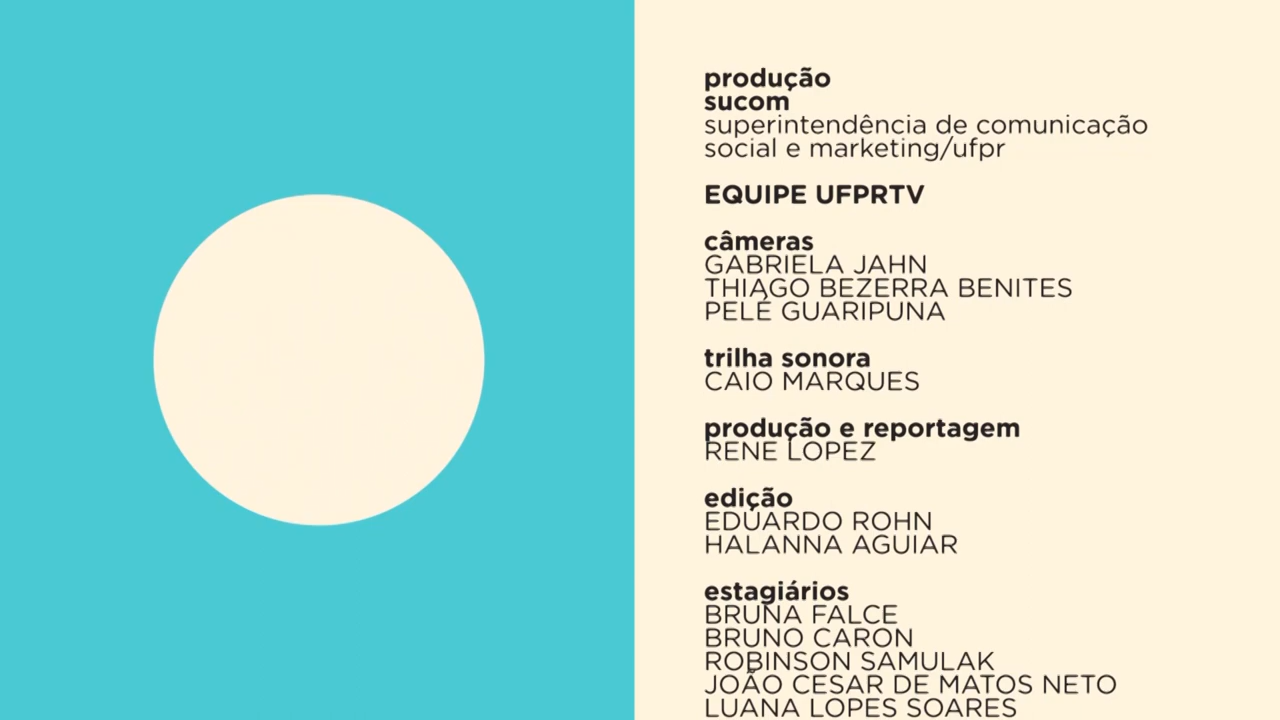 produção
sucom
superintendência de comunicação
social e marketing/ufpr
EQUIPE UFPRTV
câmeras
GABRIELA JAHN
THIAGO BEZERRA BENITES
PELÉ GUARIPUNA
trilha sonora
CAIO MARQUES
produção e reportagem
RENE LOPEZ
edição
EDUARDO ROHN
HALANNA AGUIAR
estagiários
BRUNA FALCE
BRUNO CARON
ROBINSON SAMULAK
JOÃO CESAR DE MATOS NETO
LUANA LOPES SOARES